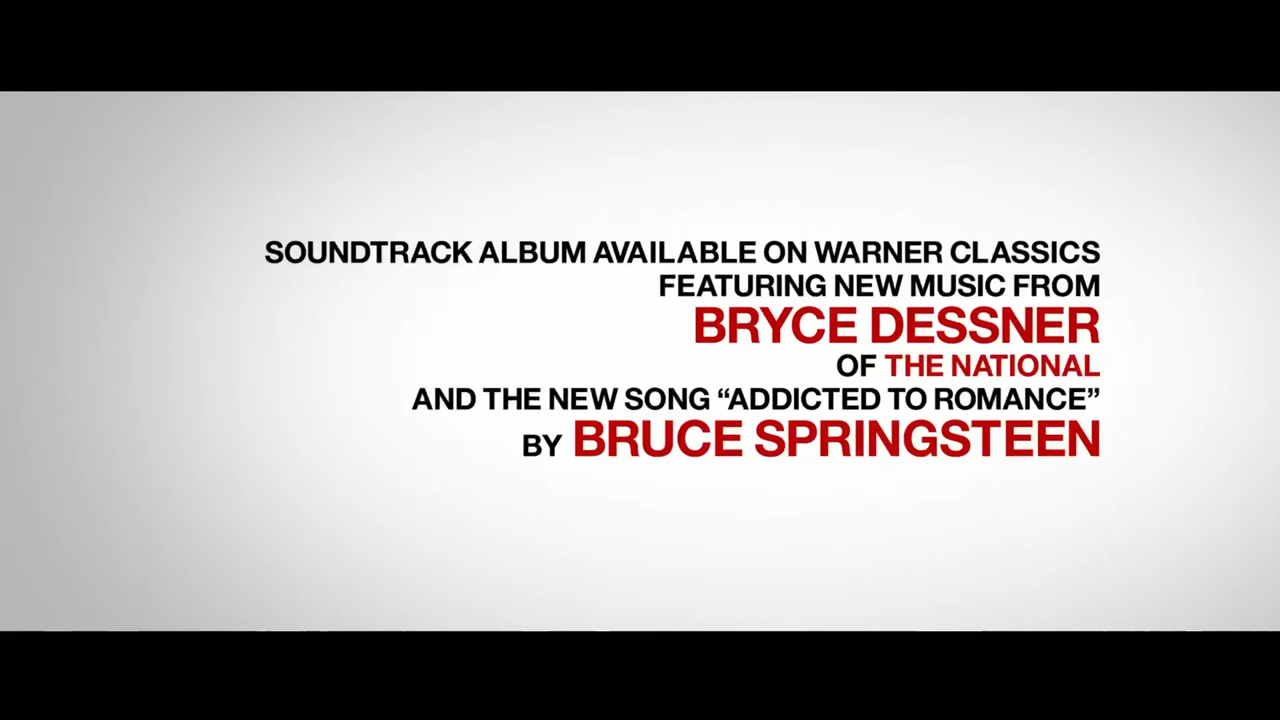 SOUNDTRACK ALBUM AVAILABLE ON WARNER CLASSICS
FEATURING NEW MUSIC FROM
BRYCE DESSNER
OF THE NATIONAL
AND THE NEW SONG “ADDICTED TO ROMANCE”
BY BRUCE SPRINGSTEEN